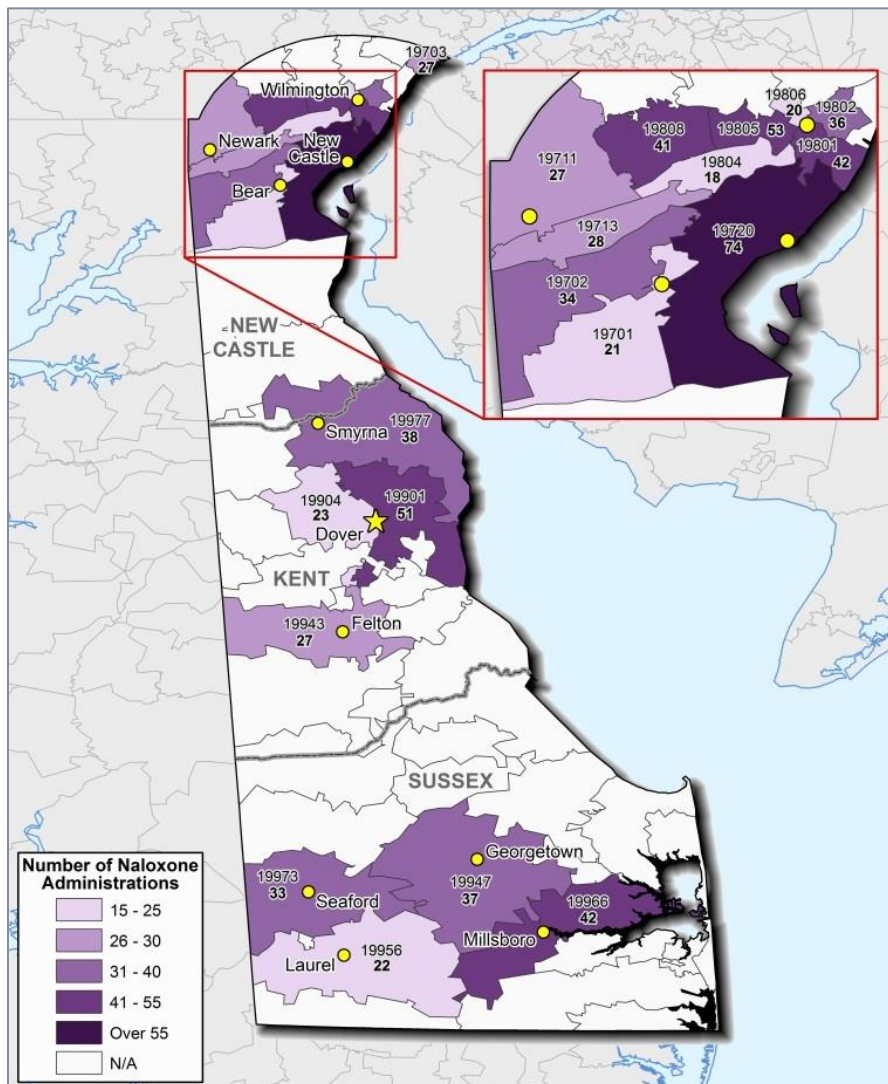 19703
27
Wilmington
Newark
New
Castle
Bear
19806
20
19802
36
19808
41
19805
53
19801
42
19711
27
19804
18
19713
28
19720
74
19702
34
19701
21
NEW
CASTLE
19977
38
Smyrna
19904
23
19901
51
Dover
KENT
19943
27
Felton
SUSSEX
Georgetown
19973
33
Seaford
19947
37
19966
42
Millsboro
19956
22
Laurel
Number of Naloxone
Administrations
15 - 25
26 - 30
31 - 40
41 - 55
Over 55
N/A